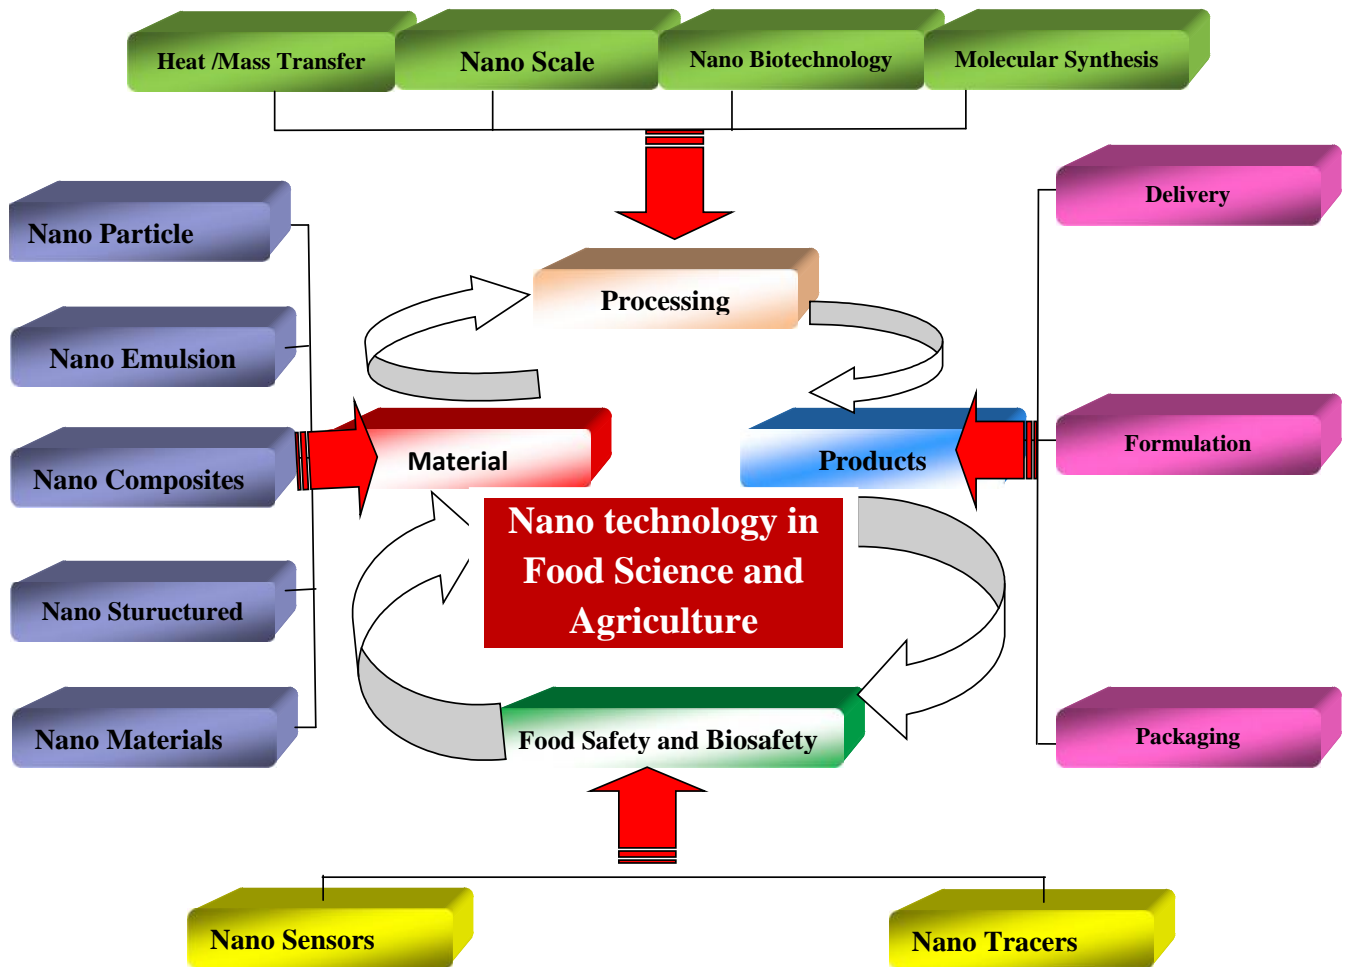 Heat /Mass Transfer
Nano Scale
Nano Biotechnology
Molecular Synthesis
Delivery
Nano Particle
Processing
Nano Emulsion
Formulation
Material
Products
Nano Composites
Nano technology in
Food Science and
Agriculture
Nano Stuructured
Nano Materials
Food Safety and Biosafety
Packaging
Nano Sensors
Nano Tracers